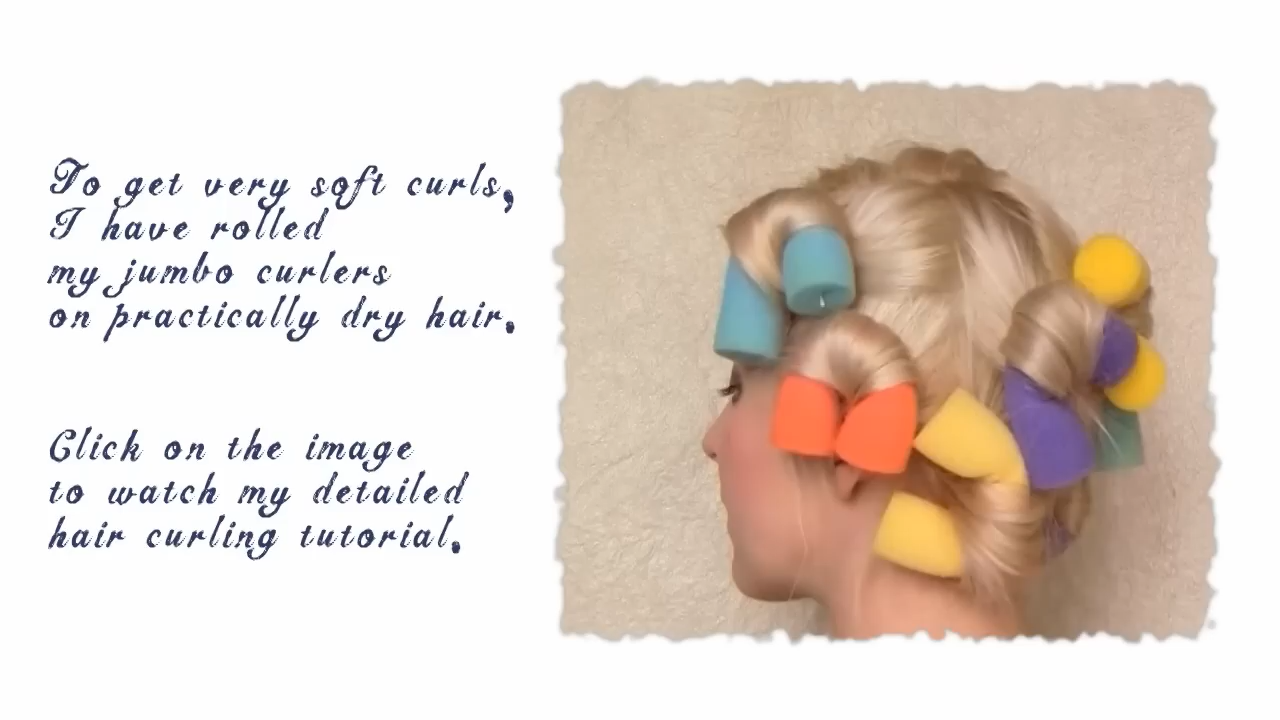 To get very soft curls,
I have rolled
my jumbo curlers
on practically dry hair.
Click on the image
to watch my detailed
hair curling tutorial.